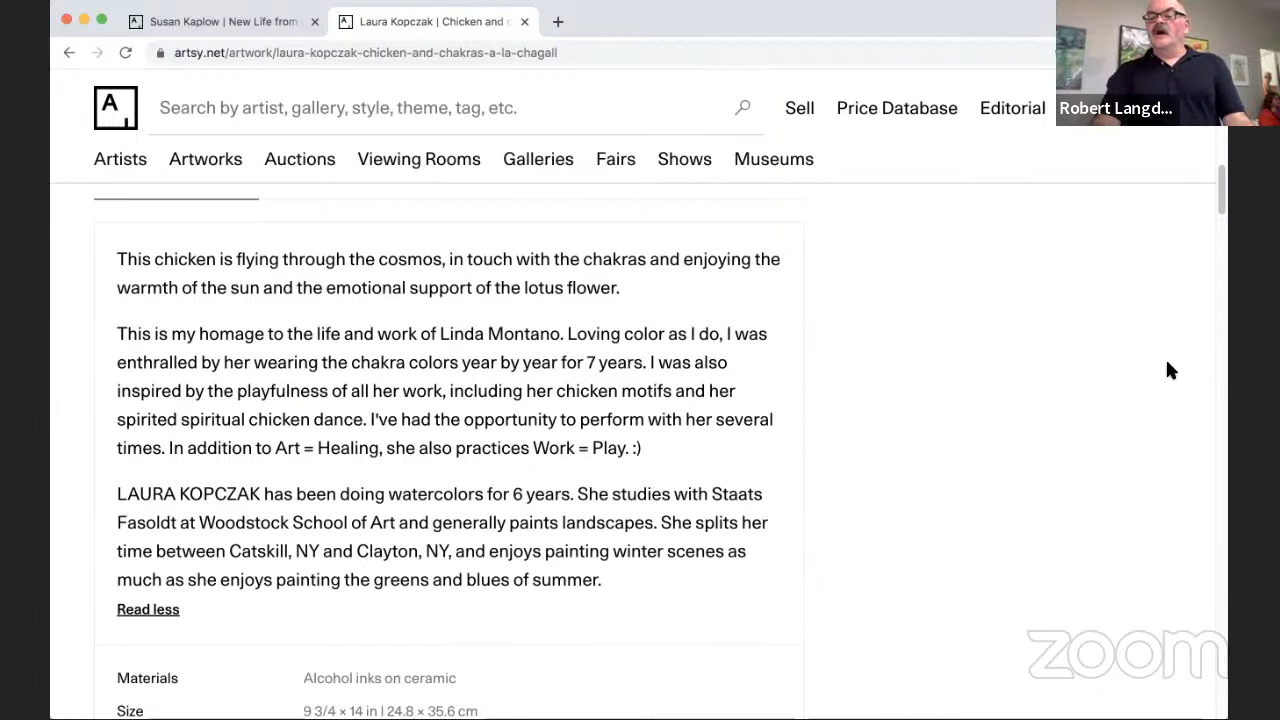 Susan Kaplow | New Life from
Laura Kopczak | Chicken and
artsy.net/artwork/laura-kopczak-chicken-and-chakras-a-la-chagall
A
Search by artist, gallery, style, theme, tag, etc.
Sell Price Database Editorial
Robert Langd...
Artists Artworks Auctions Viewing Rooms Galleries Fairs Shows Museums
This chicken is flying through the cosmos, in touch with the chakras and enjoying the
warmth of the sun and the emotional support of the lotus flower.
This is my homage to the life and work of Linda Montano. Loving color as I do, I was
enthralled by her wearing the chakra colors year by year for 7 years. I was also
inspired by the playfulness of all her work, including her chicken motifs and her
spirited spiritual chicken dance. I've had the opportunity to perform with her several
times. In addition to Art = Healing, she also practices Work = Play. :)
LAURA KOPCZAK has been doing watercolors for 6 years. She studies with Staats
Fasoldt at Woodstock School of Art and generally paints landscapes. She splits her
time between Catskill, NY and Clayton, NY, and enjoys painting winter scenes as
much as she enjoys painting the greens and blues of summer.
Read less
Materials Alcohol inks on ceramic
Size 9 3/4 × 14 in | 24.8 × 35.6 cm
zoom